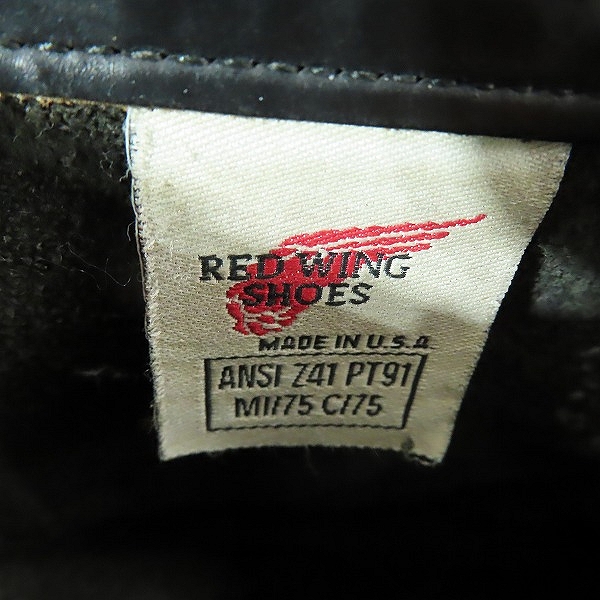 RED WING
SHOES
MADE IN U.S.A.
ANSI Z41 PT91
MI/75 C/75